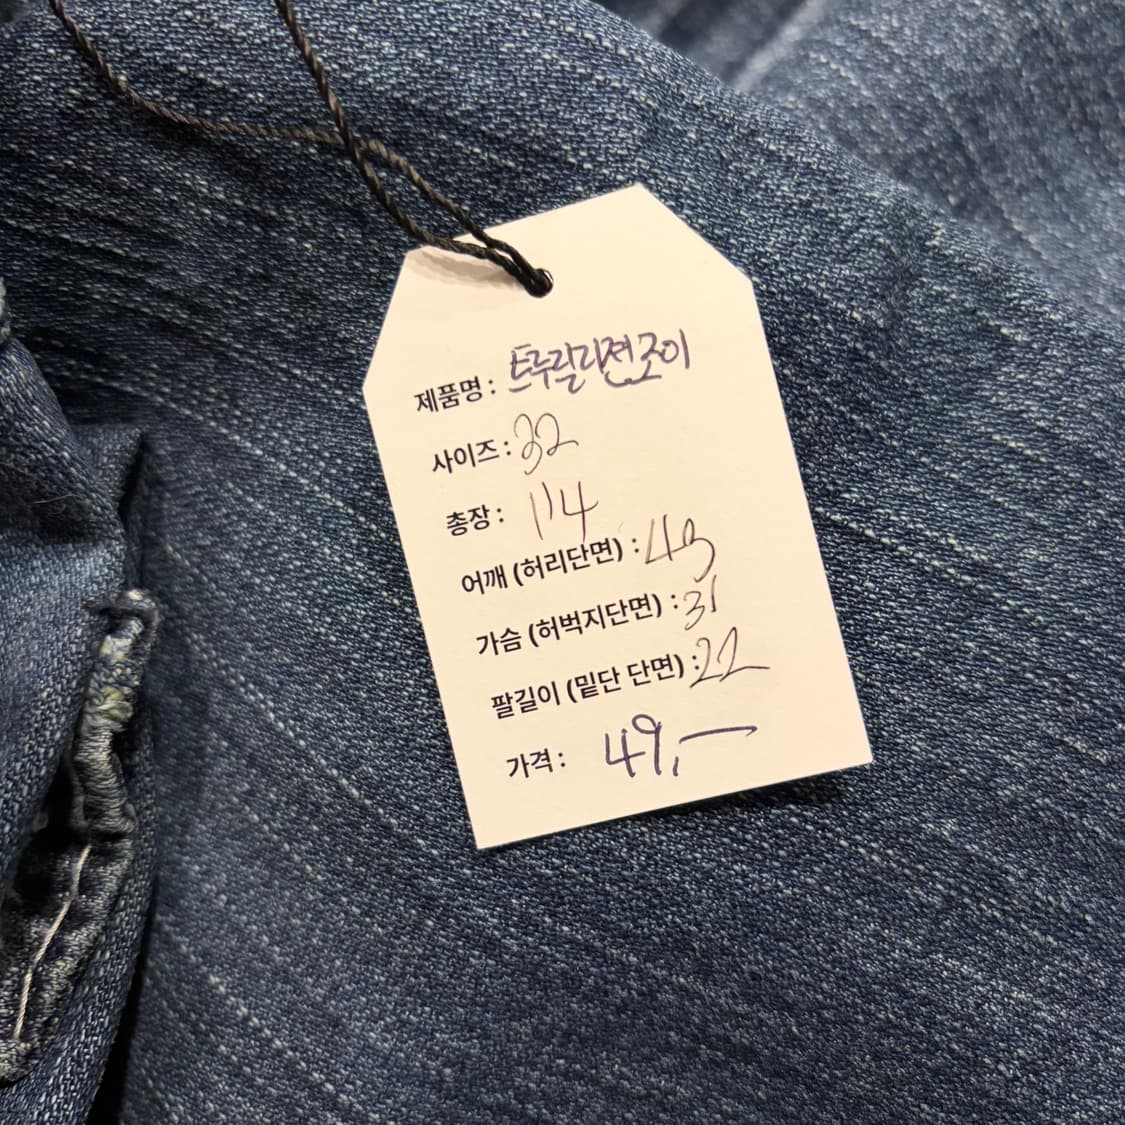 제품명 : 트루릴리젼 조이
사이즈 : 32
총장 : 114
어깨 (허리단면) : 43
가슴 (허벅지단면) : 31
팔길이 (밑단 단면) : 22
가격 : 49,—